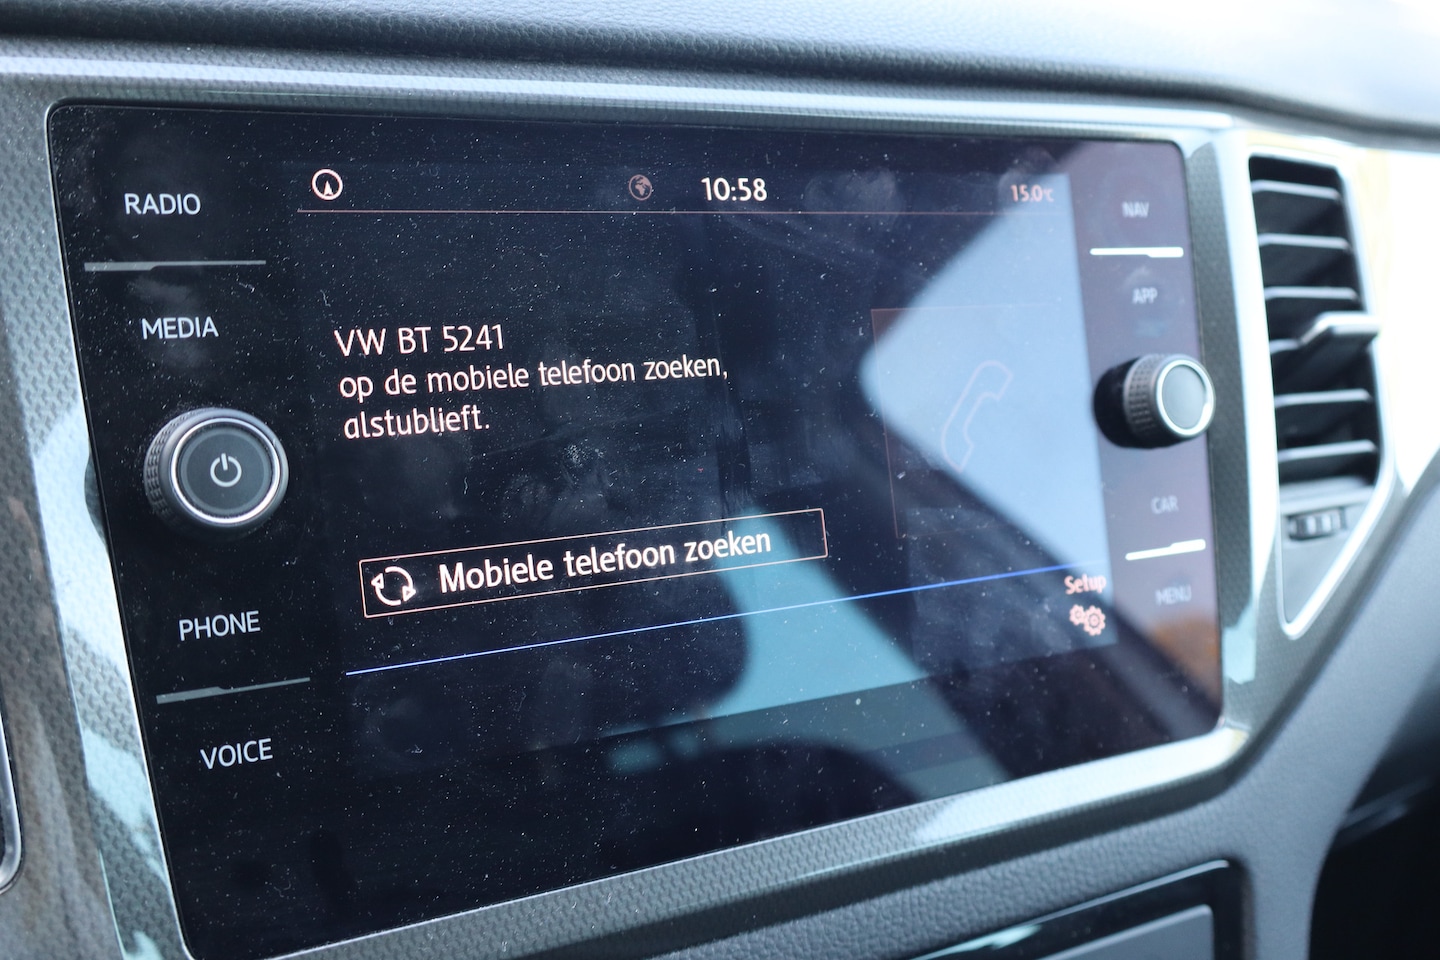 RADIO
MEDIA
PHONE
VOICE
10:58
15.0°C
VW BT 5241
op de mobiele telefoon zoeken,
alstublieft.
Mobiele telefoon zoeken
Setup
NAV
APP
CAR
MENU